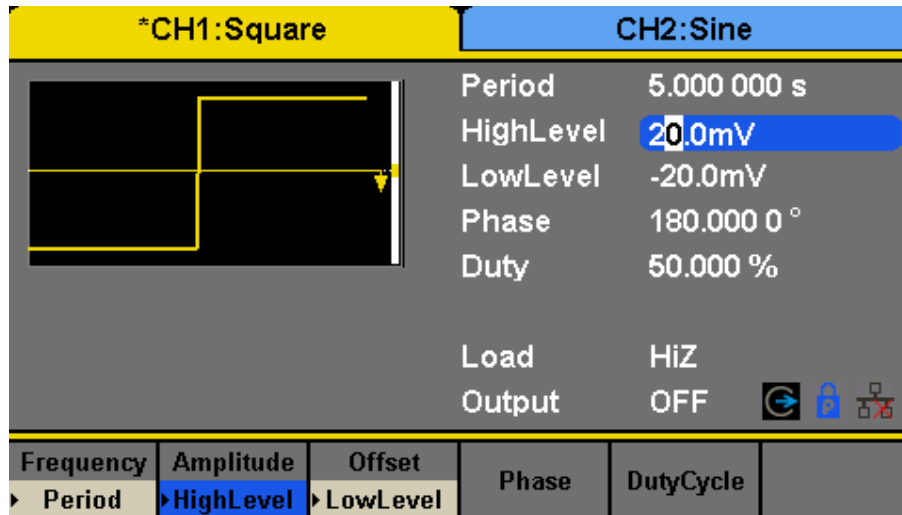 *CH1:Square
CH2:Sine
Period 5.000 000 s
HighLevel 20.0mV
LowLevel -20.0mV
Phase 180.000 0 °
Duty 50.000 %
Load HiZ
Output OFF
P
Frequency Amplitude Offset Phase DutyCycle
Period HighLevel LowLevel